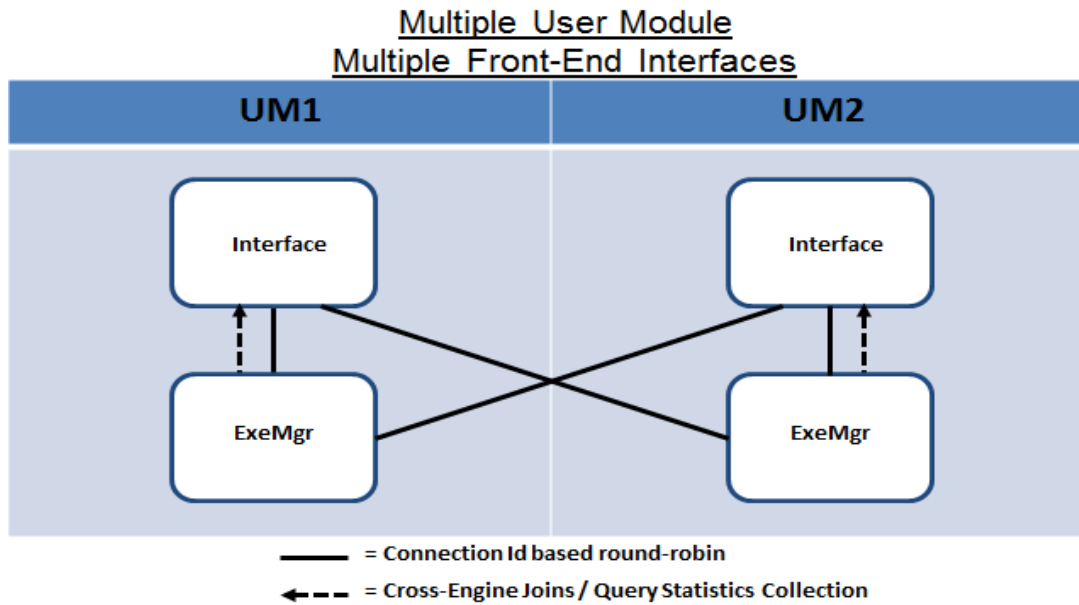 Multiple User Module
Multiple Front-End Interfaces
UM1
UM2
Interface
Interface
ExeMgr
ExeMgr
= Connection Id based round-robin
= Cross-Engine Joins / Query Statistics Collection